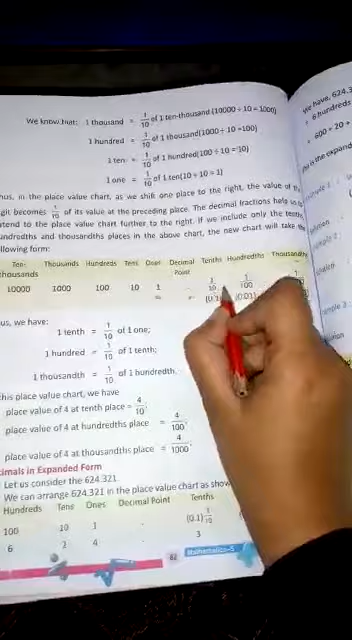 We know that: 1 thousand = 1/10 of 1 ten-thousand (10000 ÷ 10 = 1000)
1 hundred = 1/10 of 1 thousand(1000 ÷ 10 =100)
1 ten = 1/10 of 1 hundred(100 ÷ 10 = 10)
1 one = 1/10 of 1 ten(10 ÷ 10 = 1)
in the place value chart, as we shift one place to the right, the value of the
git becomes 1/10 of its value at the preceding place. The decimal fractions help us
tend to the place value chart further to the right. If we include only the tenths
undredths and thousandths places in the above chart, the new chart will take the
llowing form:
Ten-thousands Thousands Hundreds Tens Ones Decimal Point Tenths Hundredths Thousandths
10000 1000 100 10 1 . 1/10 (0.1) 1/100 (0.01)
us, we have:
1 tenth = 1/10 of 1 one;
1 hundred = 1/10 of 1 tenth;
1 thousandth = 1/10 of 1 hundredth.
his place value chart, we have
place value of 4 at tenth place = 4/10;
place value of 4 at hundredths place = 4/100;
place value of 4 at thousandths place = 4/1000;
cimals in Expanded Form
Let us consider the 624.321
We can arrange 624.321 in the place value chart as show
Hundreds Tens Ones Decimal Point Tenths
100 10 1 . (0.1) 1/10
6 2 4 . 3
62 Mathematics-5
We have, 624.3
6 hundreds
600 + 20 +
is the expan